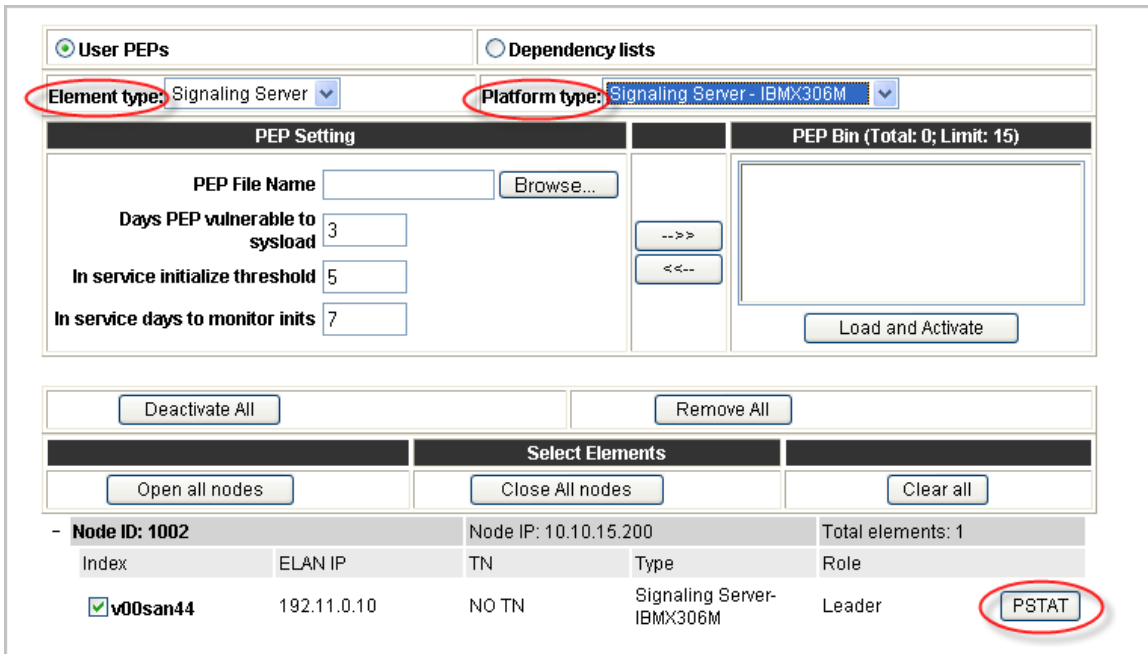 User PEPs
Dependency lists
Element type: Signaling Server
Platform type: Signaling Server - IBMX306M
PEP Setting
PEP Bin (Total: 0; Limit: 15)
PEP File Name
Browse...
Days PEP vulnerable to
sysload
3
In service initialize threshold 5
In service days to monitor inits 7
-->>
<<--
Load and Activate
Deactivate All
Remove All
Select Elements
Open all nodes
Close All nodes
Clear all
- Node ID: 1002 Node IP: 10.10.15.200 Total elements: 1
Index ELAN IP TN Type Role
v00san44 192.11.0.10 NO TN Signaling Server-
IBMX306M
Leader PSTAT